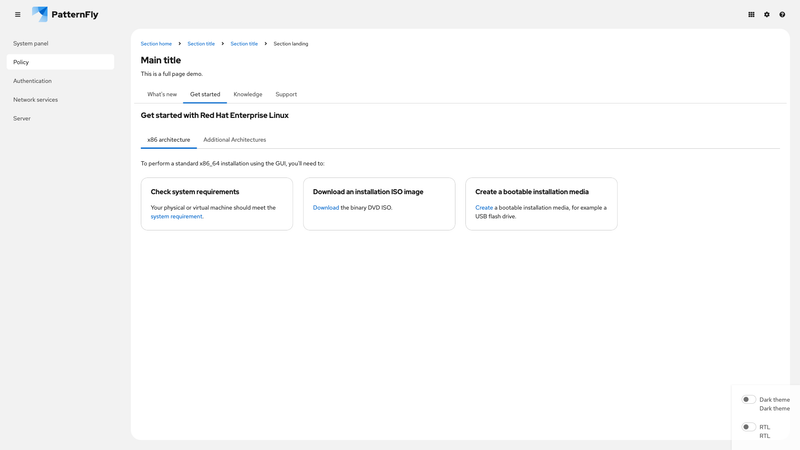 PatternFly
System panel
Policy
Authentication
Network services
Server
Section home > Section title > Section title > Section landing
Main title
This is a full page demo.
What's new Get started Knowledge Support
Get started with Red Hat Enterprise Linux
x86 architecture Additional Architectures
To perform a standard x86_64 installation using the GUI, you'll need to:
Check system requirements
Your physical or virtual machine should meet the
system requirement.
Download an installation ISO image
Download the binary DVD ISO.
Create a bootable installation media
Create a bootable installation media, for example a
USB flash drive.
Dark theme
Dark theme
RTL
RTL